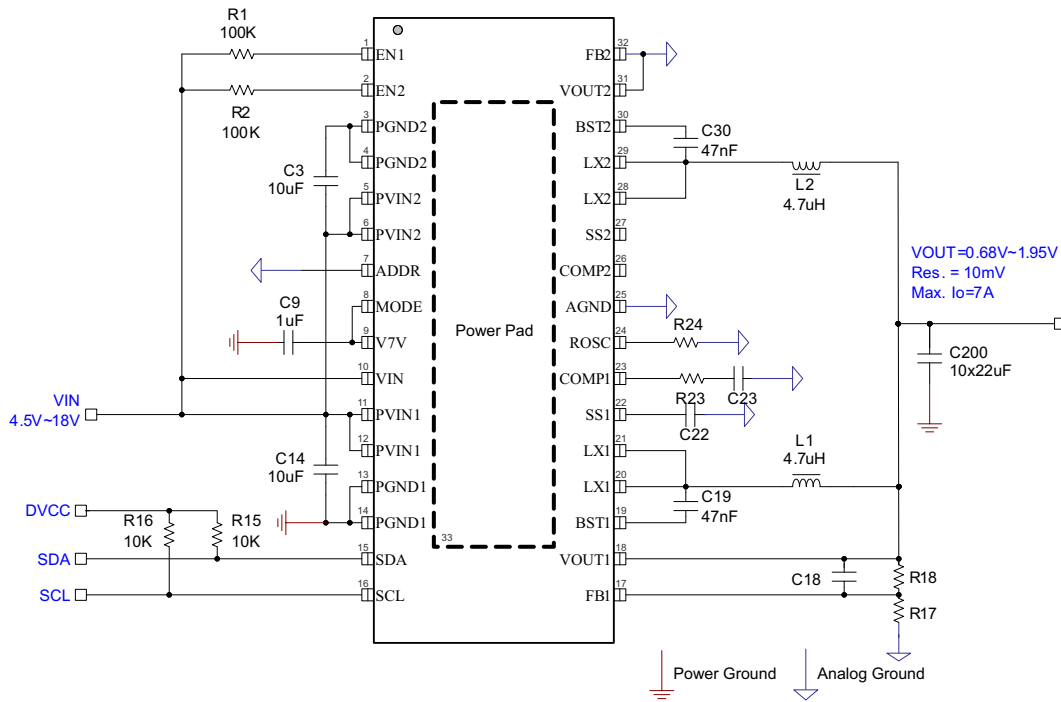 R1
100K
R2
100K
C3
10uF
C9
1uF
VIN
4.5V~18V
C14
10uF
DVCC
R16
10K
R15
10K
SDA
SCL
1 EN1
2 EN2
3 PGND2
4 PGND2
5 PVIN2
6 PVIN2
7 ADDR
8 MODE
9 V7V
10 VIN
11 PVIN1
12 PVIN1
13 PGND1
14 PGND1
15 SDA
16 SCL
Power Pad
33
FB2 32
VOUT2 31
BST2 30
LX2 29
LX2 28
SS2 27
COMP2 26
AGND 25
ROSC 24
COMP1 23
SS1 22
LX1 21
LX1 20
BST1 19
VOUT1 18
FB1 17
C30
47nF
L2
4.7uH
VOUT=0.68V~1.95V
Res. = 10mV
Max. Io=7A
R24
C200
10x22uF
R23
C23
C22
L1
4.7uH
C19
47nF
C18
R18
R17
Power Ground
Analog Ground